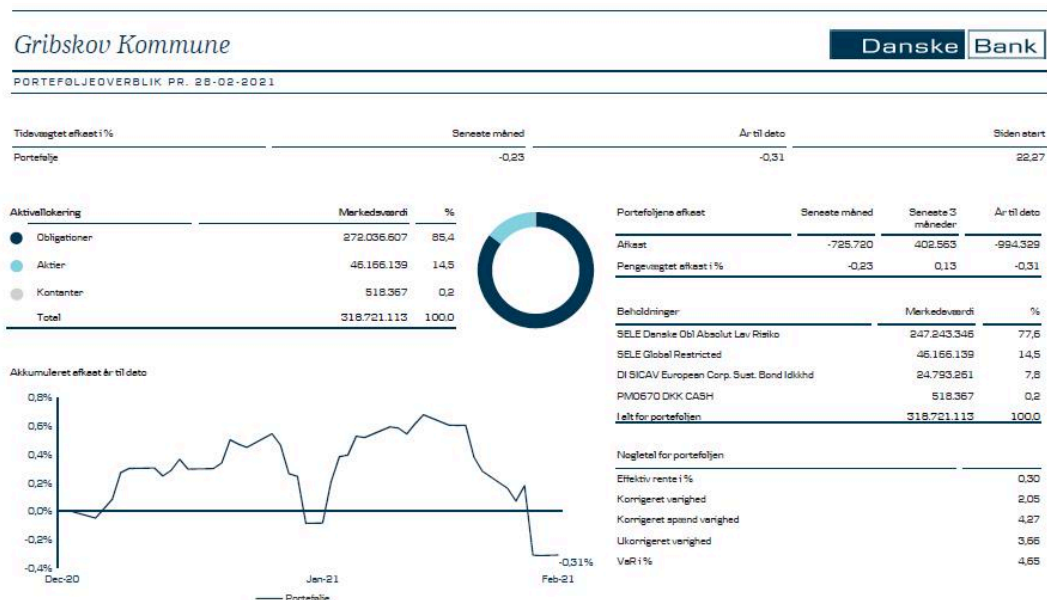 Gribskov Kommune
Danske Bank
PORTEFØLJEOVERBLIK PR. 28-02-2021
Tidsvægtet afkast i % Seneste måned År til dato Siden start
Portefølje -0,23 -0,31 22,27
Aktivallokering Markedsværdi %
Obligationer 272.036.607 85,4
Aktier 46.166.139 14,5
Kontanter 518.367 0,2
Total 318.721.113 100,0
Porteføljens afkast Seneste måned Seneste 3 måneder År til dato
Afkast -725.720 402.563 -994.329
Pengevægtet afkast i % -0,23 0,13 -0,31
Beholdninger Markedsværdi %
SELE Danske Obl Absolut Lav Risiko 247.243.346 77,6
SELE Global Restricted 46.166.139 14,5
DI SICAV European Corp. Sust. Bond Idkkhd 24.793.261 7,8
PM0670 DKK CASH 518.367 0,2
I alt for porteføljen 318.721.113 100,0
Akkumuleret afkast år til dato
0,8%
0,6%
0,4%
0,2%
0,0%
-0,2%
-0,4%
-0,31%
Dec-20 Jan-21 Feb-21
Portefølje
Nøgletal for porteføljen
Effektiv rente i % 0,30
Korrigeret varighed 2,05
Korrigeret spænd varighed 4,27
Ukorrigeret varighed 3,66
VaR i % 4,65